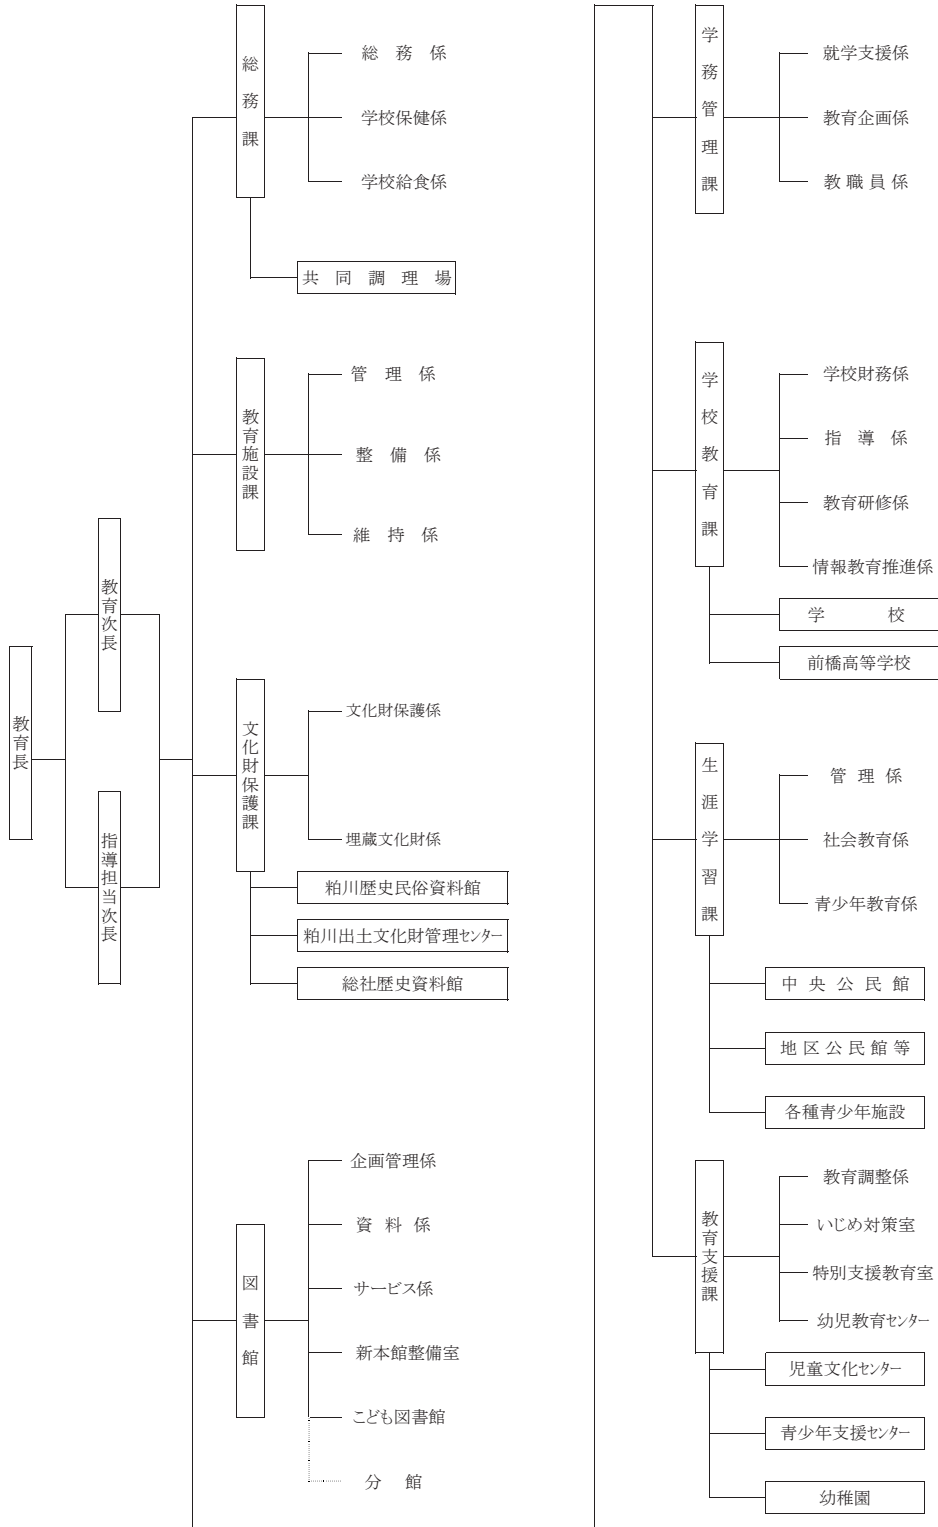 教育長
教育次長
指導担当次長
総務課
総務係
学校保健係
学校給食係
共同調理場
教育施設課
管理係
整備係
維持係
文化財保護課
文化財保護係
埋蔵文化財係
粕川歴史民俗資料館
粕川出土文化財管理センター
総社歴史資料館
図書館
企画管理係
資料係
サービス係
新本館整備室
こども図書館
分館
学務管理課
就学支援係
教育企画係
教職員係
学校教育課
学校財務係
指導係
教育研修係
情報教育推進係
学校
前橋高等学校
生涯学習課
管理係
社会教育係
青少年教育係
中央公民館
地区公民館等
各種青少年施設
教育支援課
教育調整係
いじめ対策室
特別支援教育室
幼児教育センター
児童文化センター
青少年支援センター
幼稚園